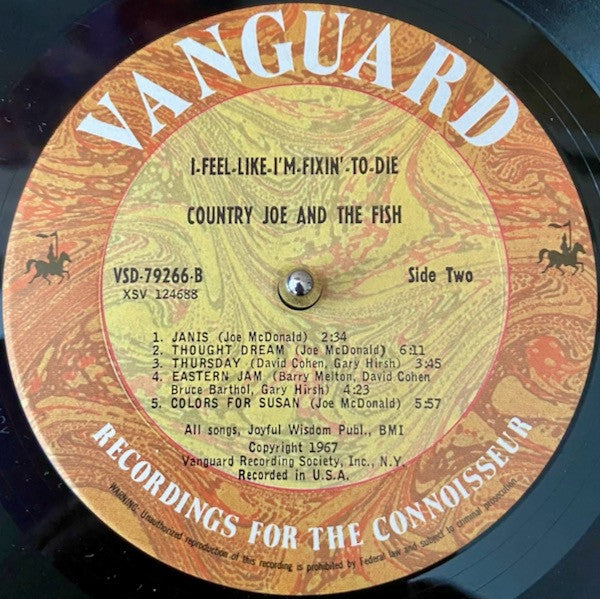 VANGUARD
I-FEEL-LIKE-I'M-FIXIN'-TO-DIE
COUNTRY JOE AND THE FISH
VSD-79266-B Side Two
XSV 124688
1. JANIS (Joe McDonald) 2:34
2. THOUGHT DREAM (Joe McDonald) 6:11
3. THURSDAY (David Cohen, Gary Hirsh) 3:45
4. EASTERN JAM (Barry Melton, David Cohen
Bruce Barthol, Gary Hirsh) 4:23
5. COLORS FOR SUSAN (Joe McDonald) 5:57
All songs, Joyful Wisdom Publ., BMI
Copyright 1967
Vanguard Recording Society, Inc., N.Y.
Recorded in U.S.A.
RECORDINGS FOR THE CONNOISSEUR
WARNING: Unauthorized reproduction of this recording is prohibited by Federal law and subject to criminal prosecution.